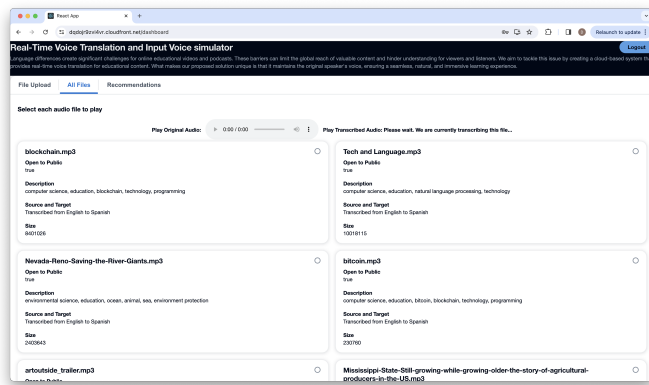 React App
dqdojr9ovl4vr.cloudfront.net/dashboard
Relaunch to update
Real-Time Voice Translation and Input Voice simulator
Logout
Language differences create significant challenges for online educational videos and podcasts. These barriers can limit the global reach of valuable content and hinder understanding for viewers and listeners. We aim to tackle this issue by creating a cloud-based system that
provides real-time voice translation for educational content. What makes our proposed solution unique is that it maintains the original speaker's voice, ensuring a seamless, natural, and immersive learning experience.
File Upload
All Files
Recommendations
Select each audio file to play
Play Original Audio:
0:00 / 0:00
Play Transcribed Audio: Please wait. We are currently transcribing this file...
blockchain.mp3
Open to Public
true
Description
computer science, education, blockchain, technology, programming
Source and Target
Transcribed from English to Spanish
Size
8401026
Tech and Language.mp3
Open to Public
true
Description
computer science, education, natural language processing, technology
Source and Target
Transcribed from English to Spanish
Size
10018115
Nevada-Reno-Saving-the-River-Giants.mp3
Open to Public
true
Description
environmental science, education, ocean, animal, sea, environment protection
Source and Target
Transcribed from English to Spanish
Size
2403643
bitcoin.mp3
Open to Public
true
Description
computer science, education, bitcoin, blockchain, technology, programming
Source and Target
Transcribed from English to Spanish
Size
230760
artoutside_trailer.mp3
Open to Public
Mississippi-State-Still-growing-while-growing-older-the-story-of-agricultural-
producers-in-the-US.mp3